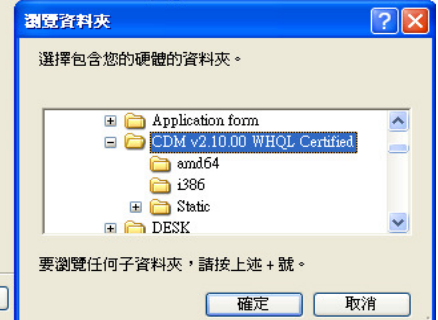 瀏覽資料夾
選擇包含您的硬體的資料夾。
Application form
CDM v2.10.00 WHQL Certified
amd64
i386
Static
DESK
要瀏覽任何子資料夾，請按上述 + 號。
確定 取消